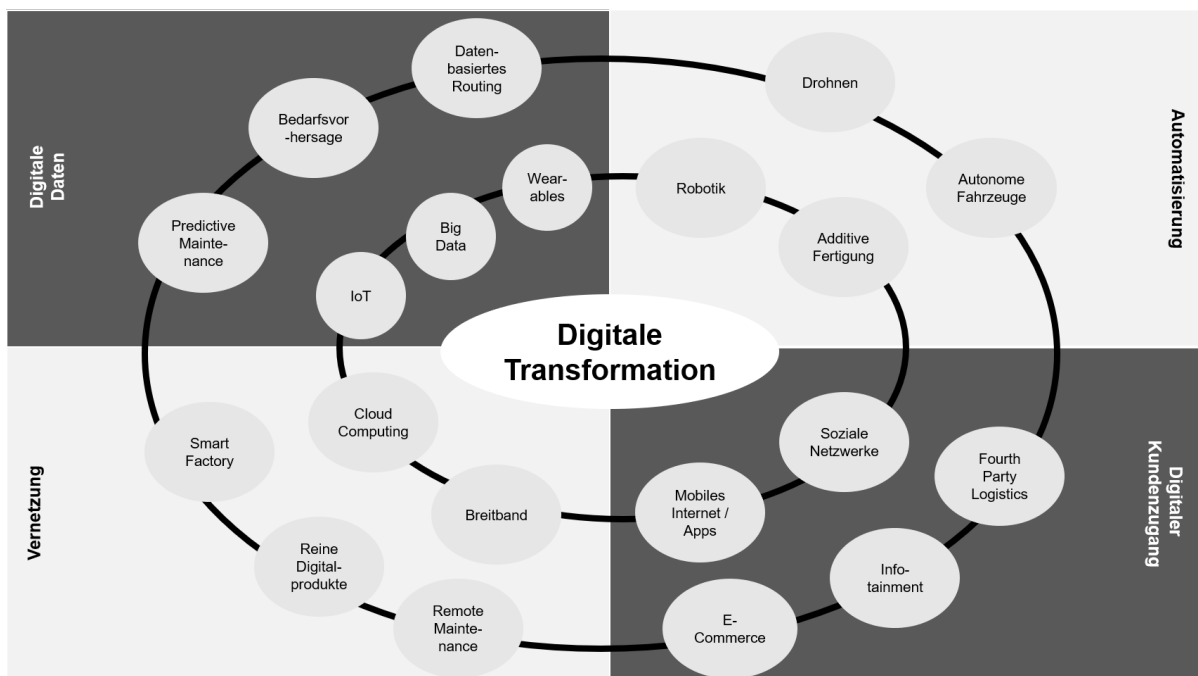 Digitale
Daten
Daten-
basiertes
Routing
Bedarfsvor
-hersage
Predictive
Mainte-
nance
Wear-
ables
Big
Data
IoT
Automatisierung
Drohnen
Autonome
Fahrzeuge
Robotik
Additive
Fertigung
Digitale
Transformation
Vernetzung
Cloud
Computing
Breitband
Smart
Factory
Reine
Digital-
produkte
Remote
Mainte-
nance
Digitaler
Kundenzugang
Soziale
Netzwerke
Mobiles
Internet /
Apps
Fourth
Party
Logistics
Info-
tainment
E-
Commerce